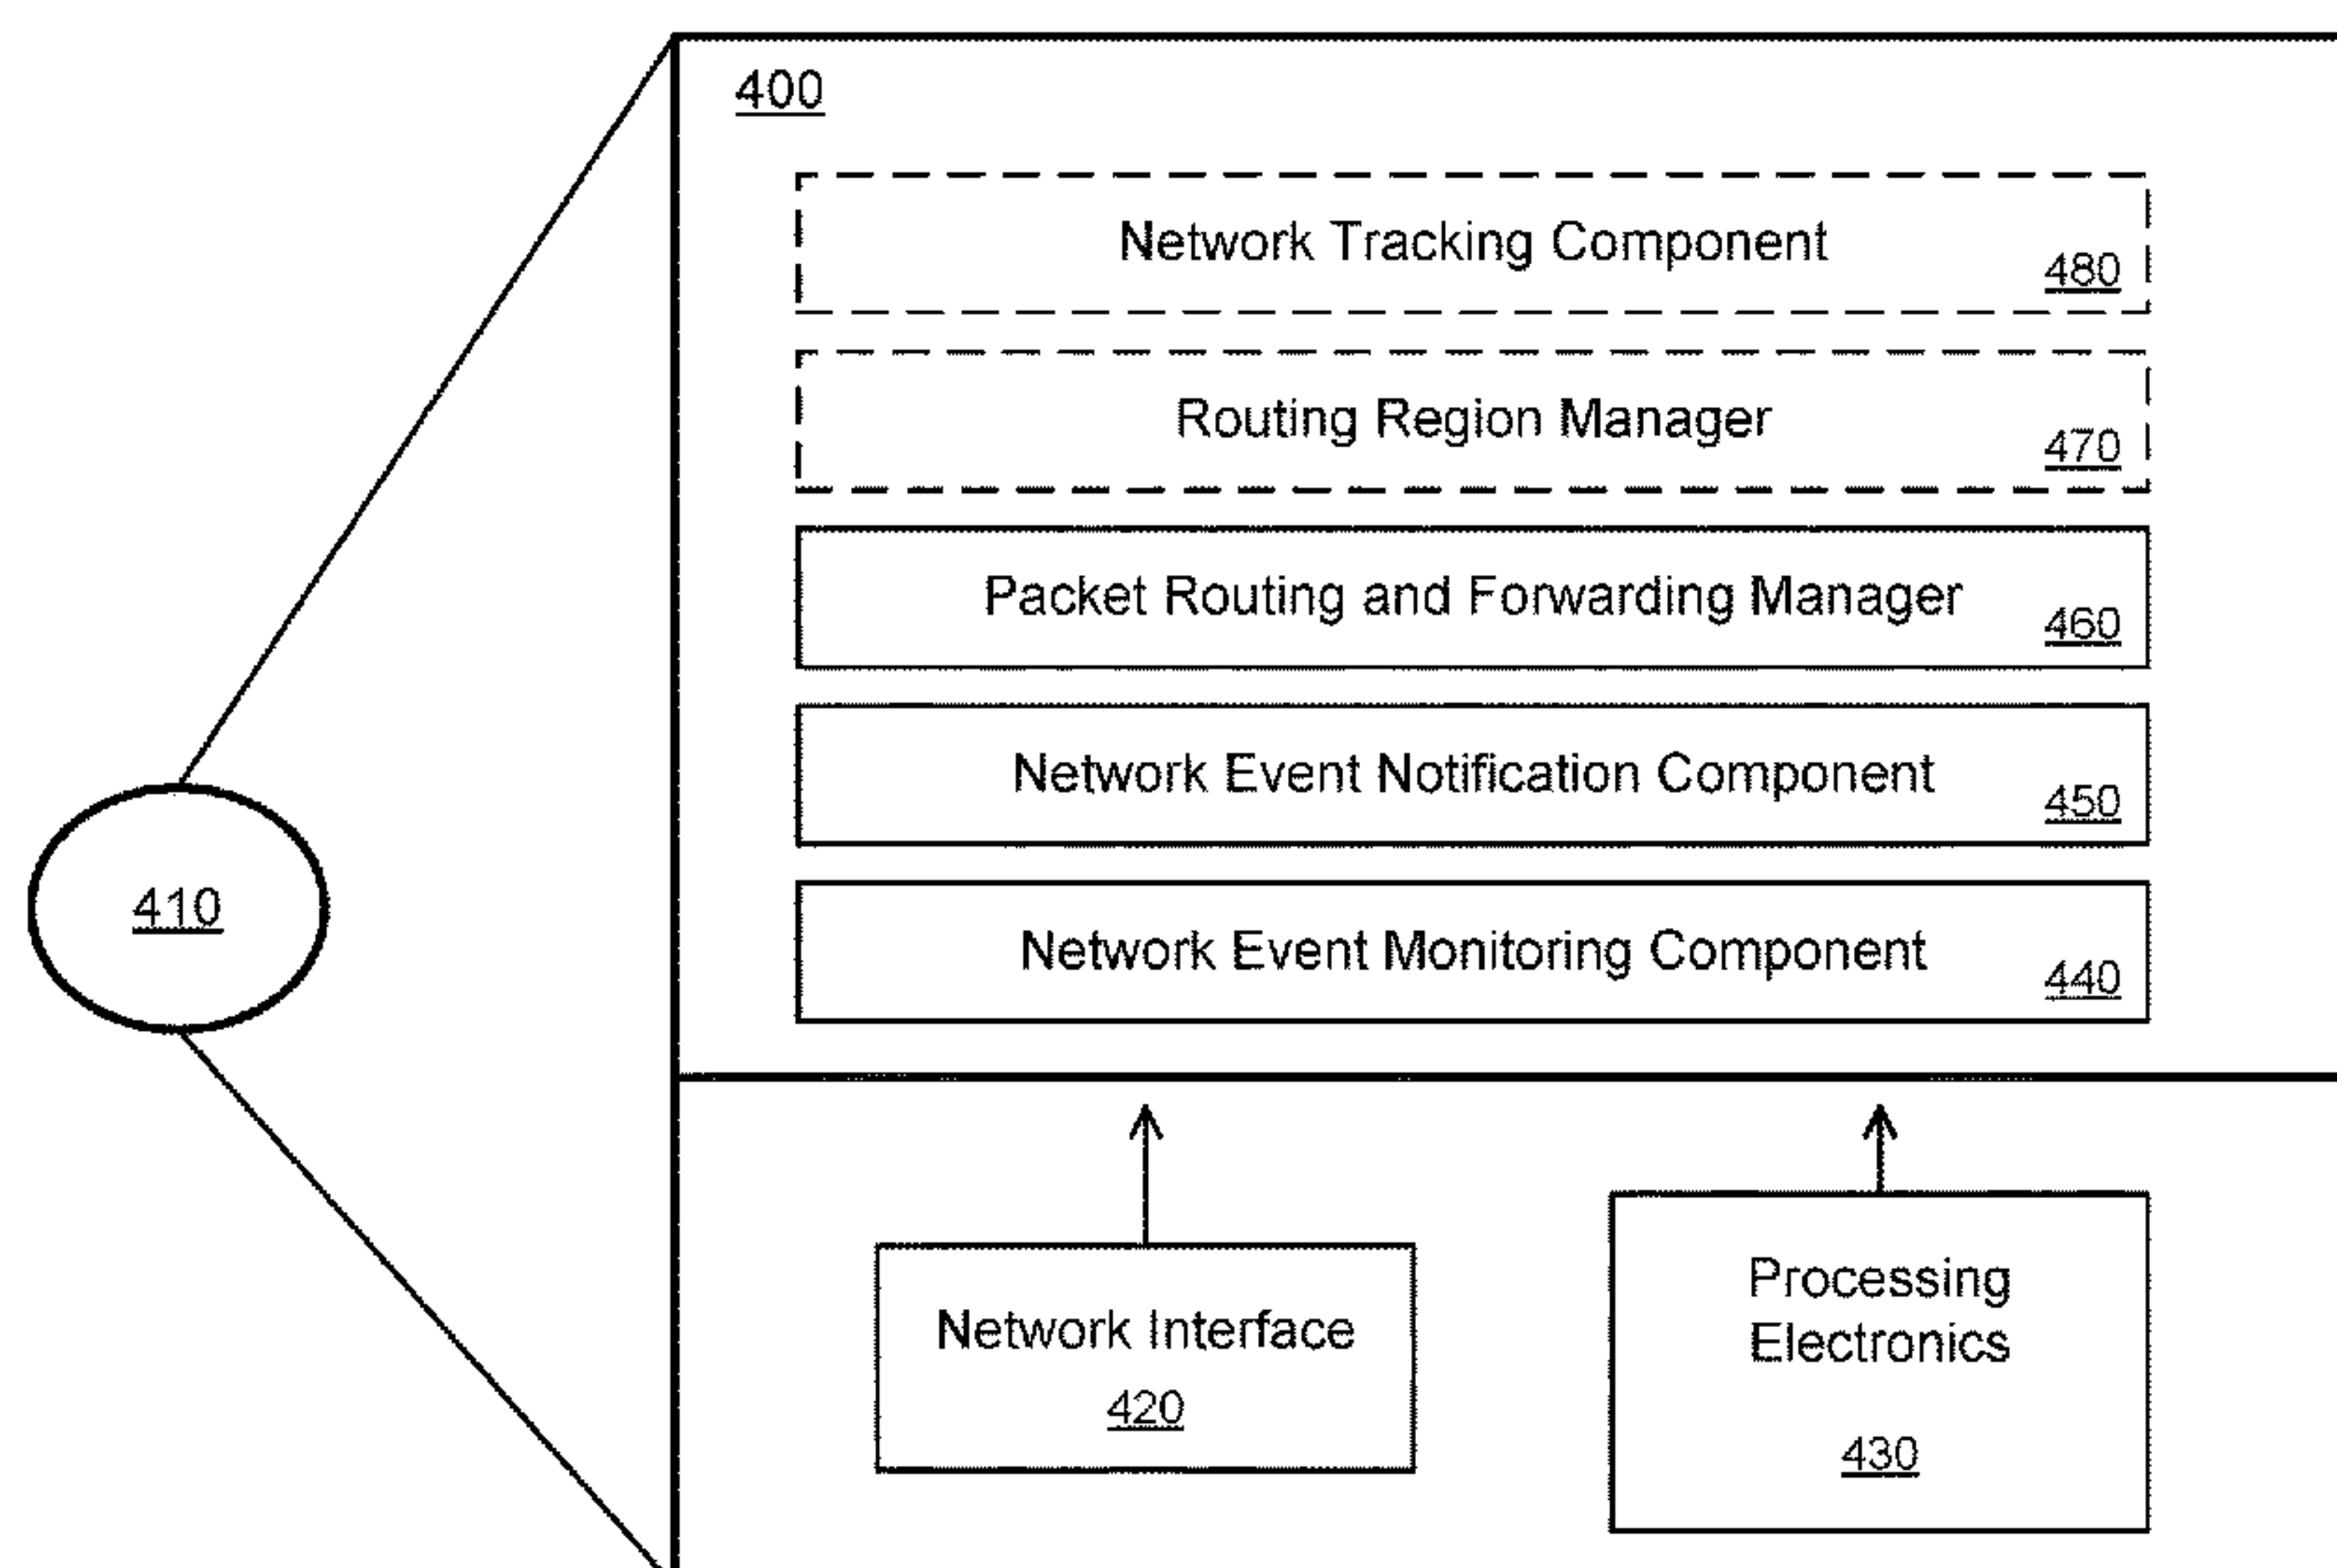 400
Network Tracking Component
480
Routing Region Manager
470
Packet Routing and Forwarding Manager
460
Network Event Notification Component
450
410
Network Event Monitoring Component
440
Network Interface
420
Processing
Electronics
430